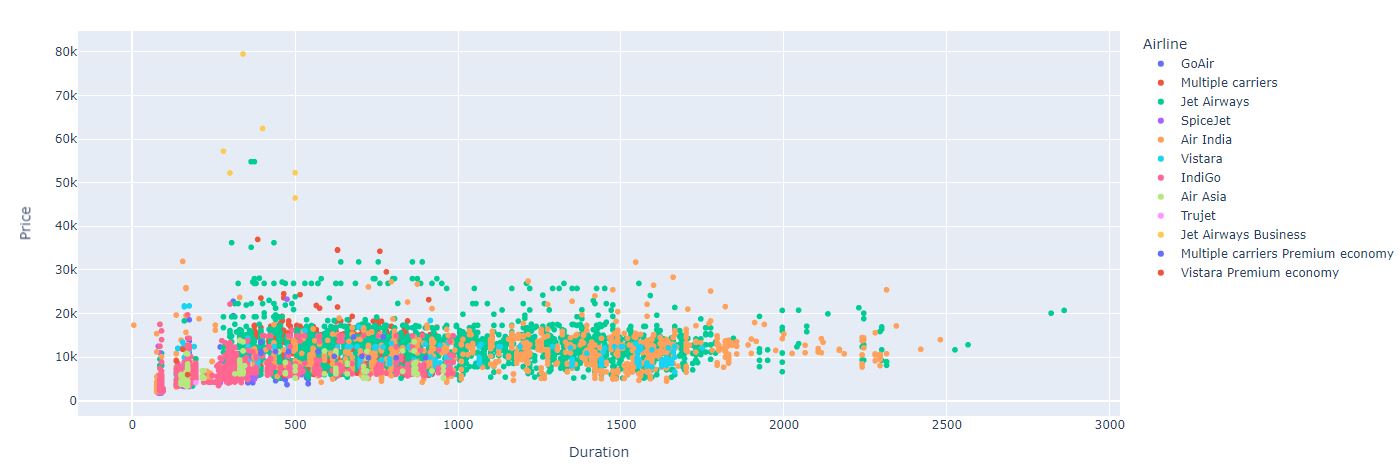 80k
70k
60k
50k
40k
30k
20k
10k
0
Price
0 500 1000 1500 2000 2500 3000
Duration
Airline
GoAir
Multiple carriers
Jet Airways
SpiceJet
Air India
Vistara
IndiGo
Air Asia
Trujet
Jet Airways Business
Multiple carriers Premium economy
Vistara Premium economy